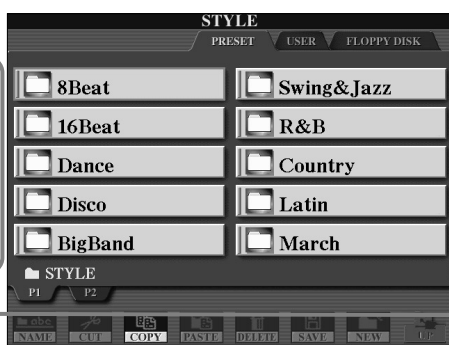 STYLE
PRESET USER FLOPPY DISK
8Beat Swing&Jazz
16Beat R&B
Dance Country
Disco Latin
BigBand March
STYLE
P1 P2
NAME CUT COPY PASTE DELETE SAVE NEW